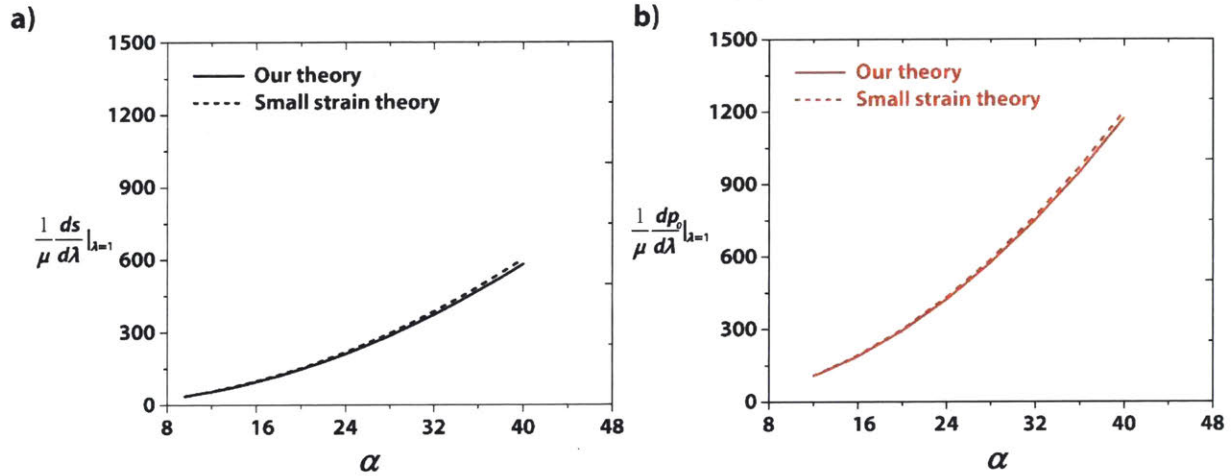 a)
1500
1200
900
600
300
0
Our theory
Small strain theory
1/μ ds/dλ|λ=1
8 16 24 32 40 48
α
b)
1500
1200
900
600
300
0
Our theory
Small strain theory
1/μ dpₒ/dλ|λ=1
8 16 24 32 40 48
α